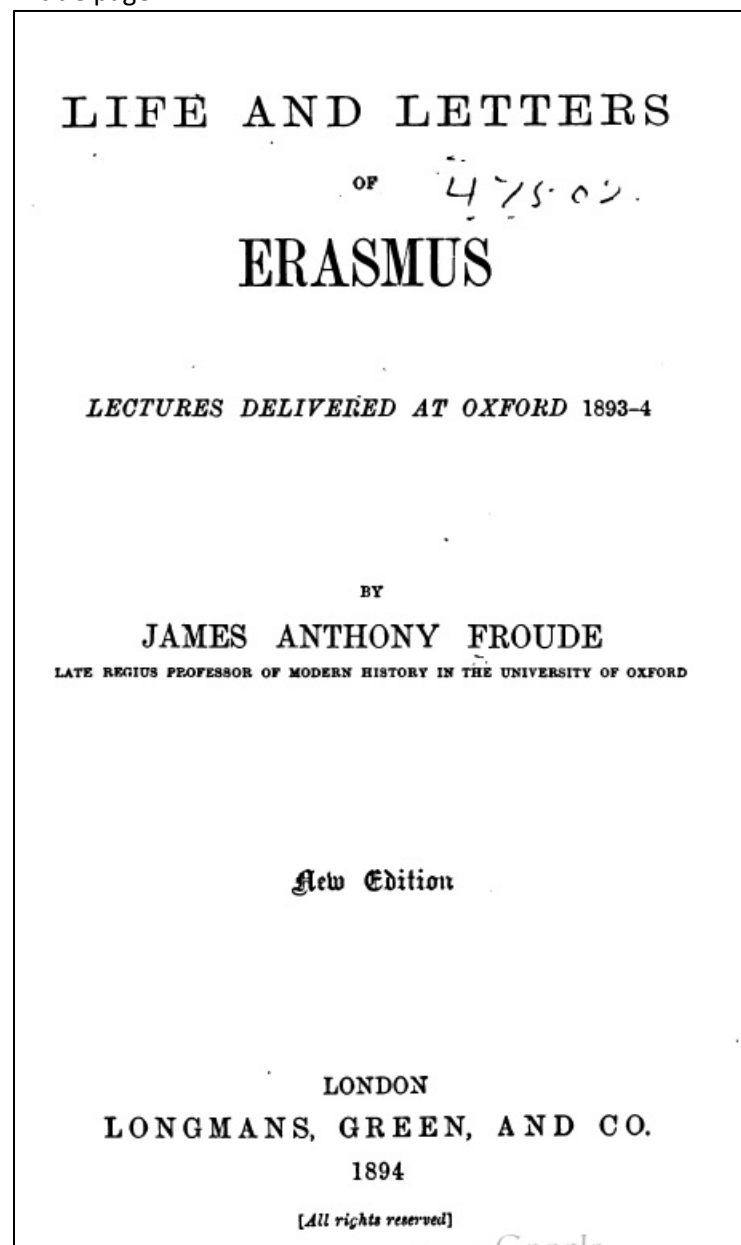 LIFE AND LETTERS
OF
ERASMUS
LECTURES DELIVERED AT OXFORD 1893–4
BY
JAMES ANTHONY FROUDE
LATE REGIUS PROFESSOR OF MODERN HISTORY IN THE UNIVERSITY OF OXFORD
New Edition
LONDON
LONGMANS, GREEN, AND CO.
1894
[All rights reserved]